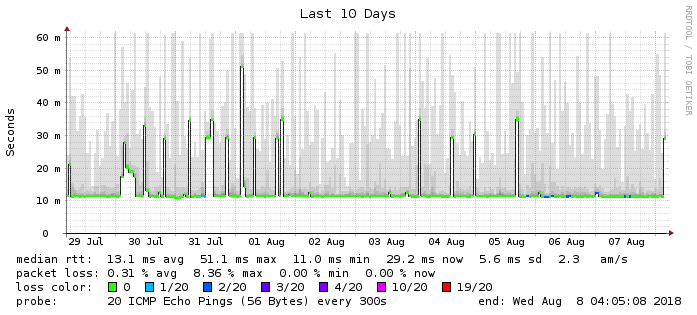 Last 10 Days
RRDTOOL / TOBI OETIKER
Seconds
60 m
50 m
40 m
30 m
20 m
10 m
0
29 Jul 30 Jul 31 Jul 01 Aug 02 Aug 03 Aug 04 Aug 05 Aug 06 Aug 07 Aug
median rtt: 13.1 ms avg 51.1 ms max 11.0 ms min 29.2 ms now 5.6 ms sd 2.3 am/s
packet loss: 0.31 % avg 8.36 % max 0.00 % min 0.00 % now
loss color: 0 1/20 2/20 3/20 4/20 10/20 19/20
probe: 20 ICMP Echo Pings (56 Bytes) every 300s end: Wed Aug 8 04:05:08 2018